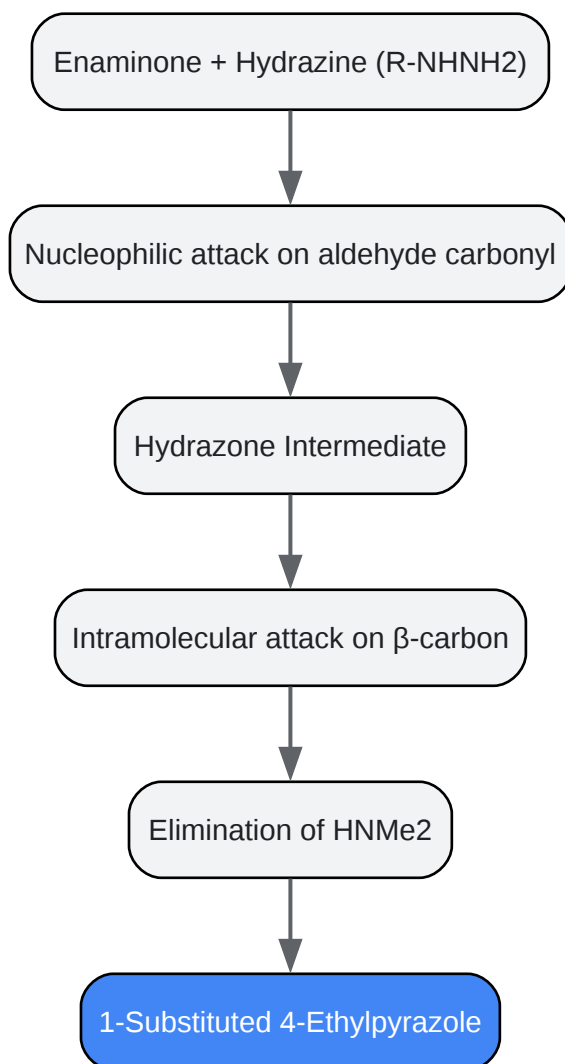 Enaminone + Hydrazine (R-NHNH2)
Nucleophilic attack on aldehyde carbonyl
Hydrazone Intermediate
Intramolecular attack on β-carbon
Elimination of HNMe2
1-Substituted 4-Ethylpyrazole